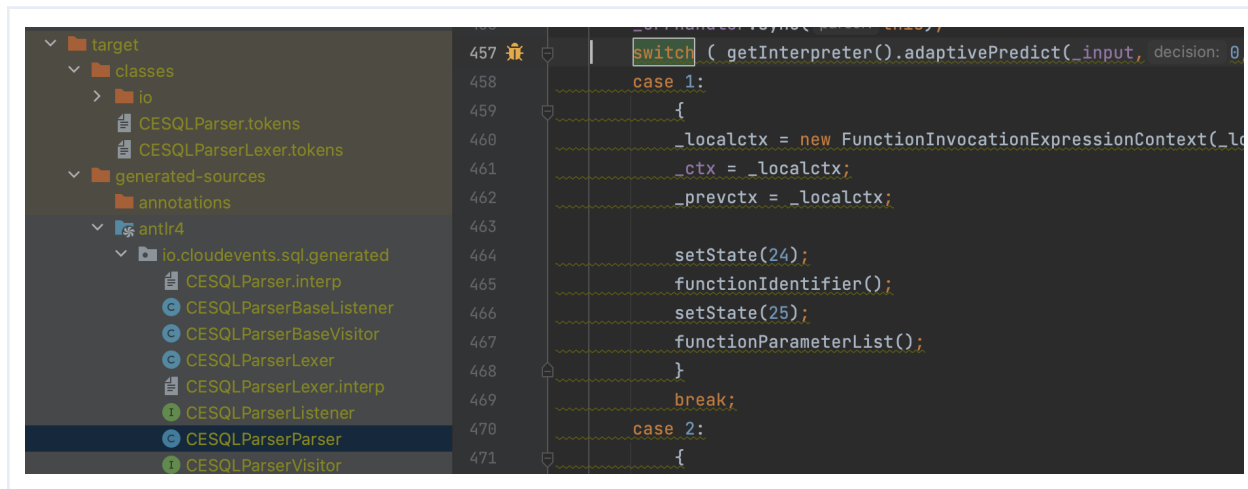 target
classes
io
CESQLParser.tokens
CESQLParserLexer.tokens
generated-sources
annotations
antlr4
io.cloudevents.sql.generated
CESQLParser.interp
CESQLParserBaseListener
CESQLParserBaseVisitor
CESQLParserLexer
CESQLParserLexer.interp
CESQLParserListener
CESQLParserParser
CESQLParserVisitor
457 switch ( getInterpreter().adaptivePredict(_input, decision: 0,
458 case 1:
459 {
460 _localctx = new FunctionInvocationExpressionContext(_lo
461 _ctx = _localctx;
462 _prevctx = _localctx;
463
464 setState(24);
465 functionIdentifier();
466 setState(25);
467 functionParameterList();
468 }
469 break;
470 case 2:
471 {